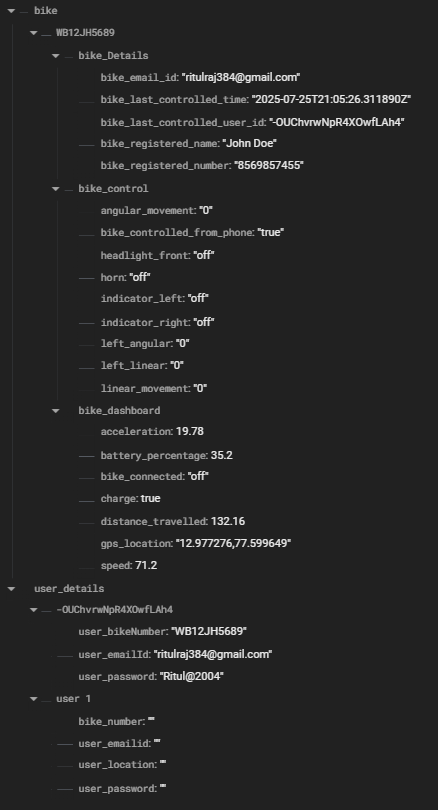 bike
WB12JH5689
bike_Details
bike_email_id: "ritulraj384@gmail.com"
bike_last_controlled_time: "2025-07-25T21:05:26.311890Z"
bike_last_controlled_user_id: "-OUChvrwNpR4XOwfLAh4"
bike_registered_name: "John Doe"
bike_registered_number: "8569857455"
bike_control
angular_movement: "0"
bike_controlled_from_phone: "true"
headlight_front: "off"
horn: "off"
indicator_left: "off"
indicator_right: "off"
left_angular: "0"
left_linear: "0"
linear_movement: "0"
bike_dashboard
acceleration: 19.78
battery_percentage: 35.2
bike_connected: "off"
charge: true
distance_travelled: 132.16
gps_location: "12.977276,77.599649"
speed: 71.2
user_details
-OUChvrwNpR4XOwfLAh4
user_bikeNumber: "WB12JH5689"
user_emailId: "ritulraj384@gmail.com"
user_password: "Ritul@2004"
user 1
bike_number: ""
user_emailid: ""
user_location: ""
user_password: ""